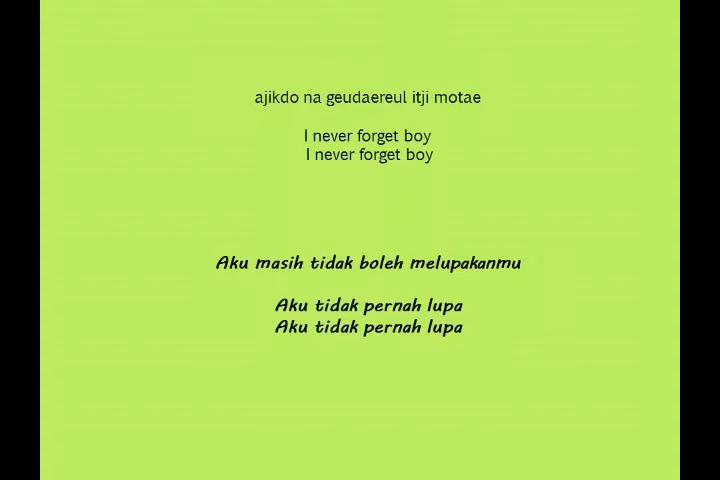 ajikdo na geudaereul itji motae
I never forget boy
I never forget boy
Aku masih tidak boleh melupakanmu
Aku tidak pernah lupa
Aku tidak pernah lupa